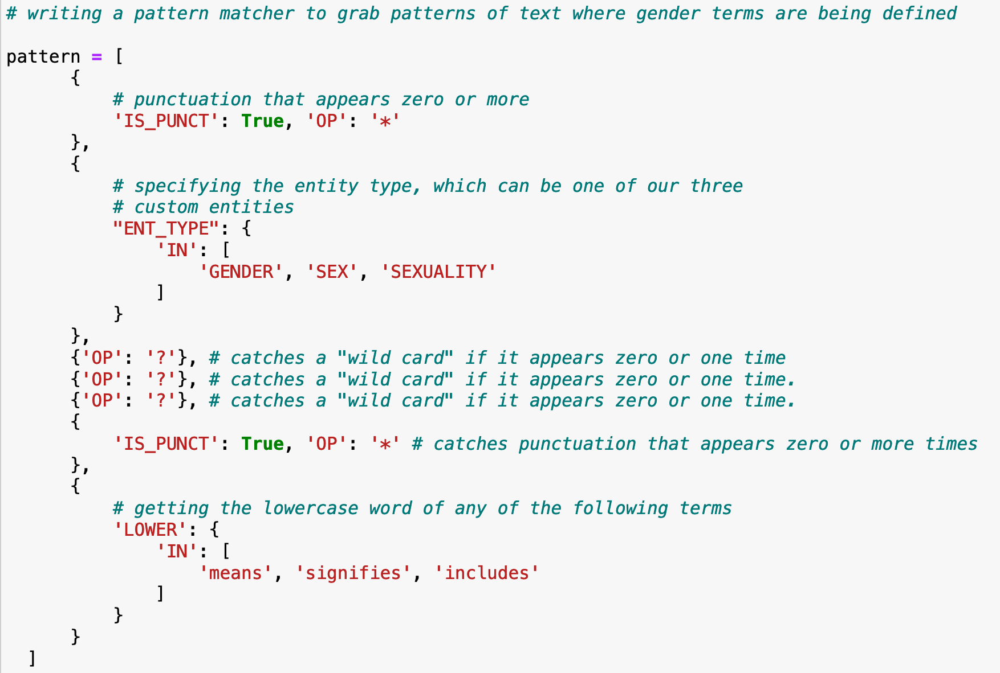 # writing a pattern matcher to grab patterns of text where gender terms are being defined
pattern = [
      {
          # punctuation that appears zero or more
          'IS_PUNCT': True, 'OP': '*'
      },
      {
          # specifying the entity type, which can be one of our three
          # custom entities
          "ENT_TYPE": {
              'IN': [
                  'GENDER', 'SEX', 'SEXUALITY'
              ]
          }
      },
      {'OP': '?'}, # catches a "wild card" if it appears zero or one time
      {'OP': '?'}, # catches a "wild card" if it appears zero or one time.
      {'OP': '?'}, # catches a "wild card" if it appears zero or one time.
      {
          'IS_PUNCT': True, 'OP': '*' # catches punctuation that appears zero or more times
      },
      {
          # getting the lowercase word of any of the following terms
          'LOWER': {
              'IN': [
                  'means', 'signifies', 'includes'
              ]
          }
      }
  ]